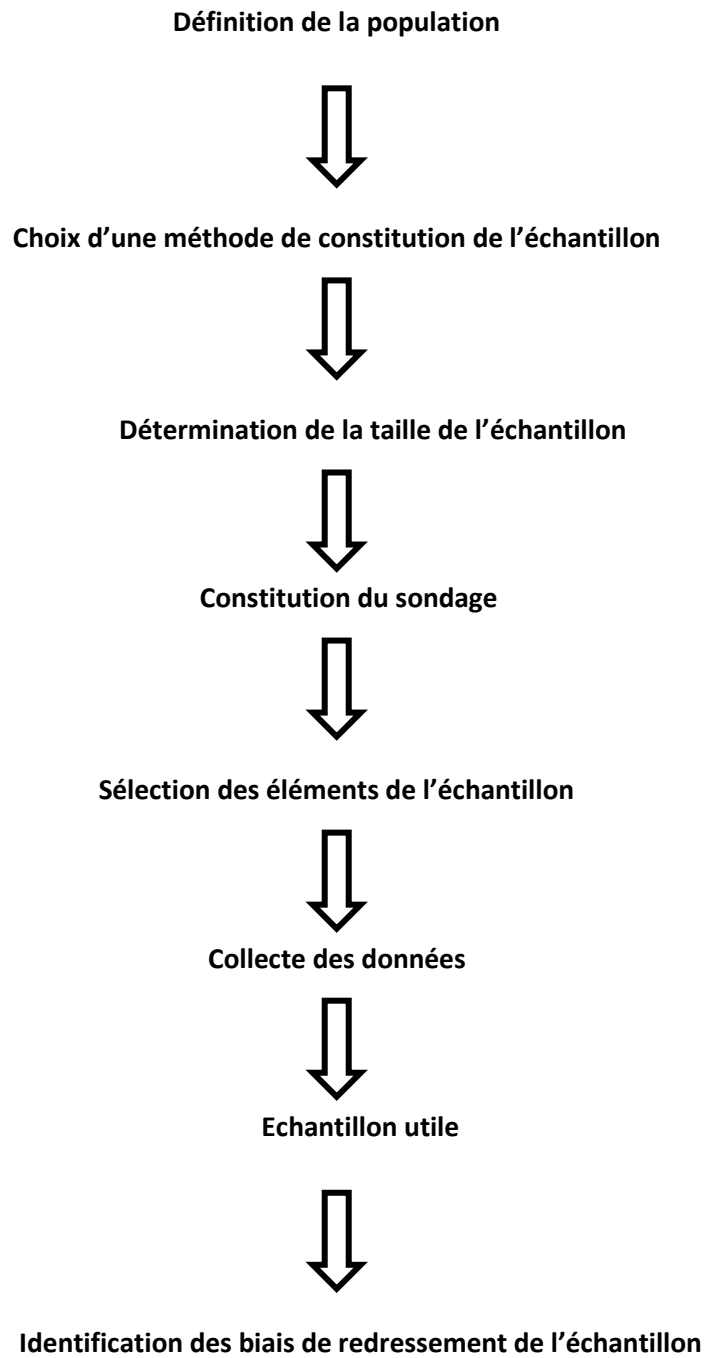 Définition de la population
Choix d’une méthode de constitution de l’échantillon
Détermination de la taille de l’échantillon
Constitution du sondage
Sélection des éléments de l’échantillon
Collecte des données
Echantillon utile
Identification des biais de redressement de l’échantillon